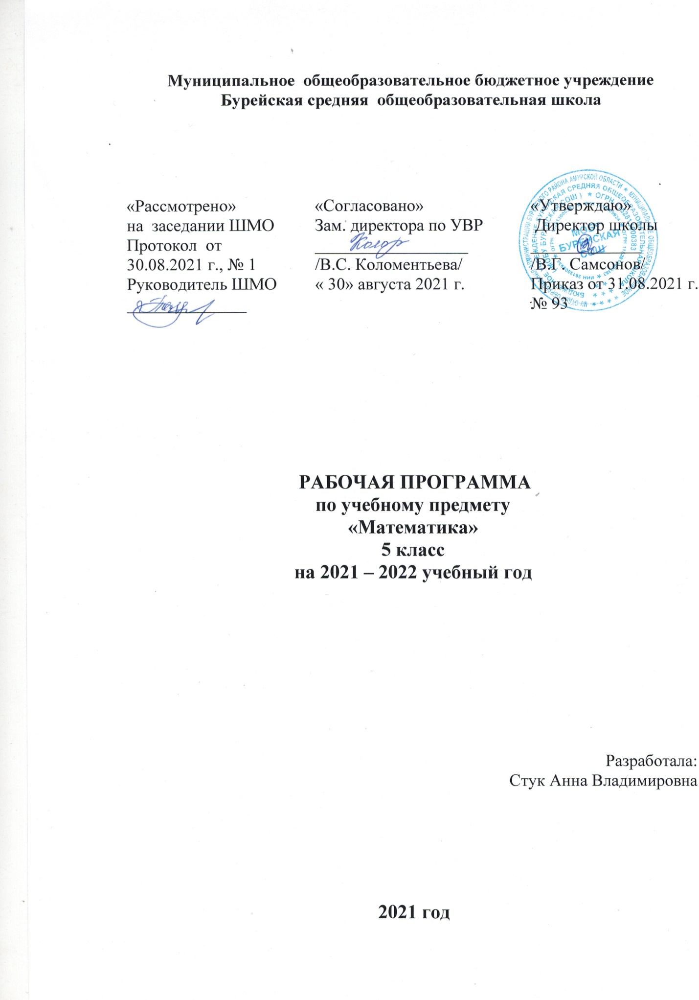 Муниципальное общеобразовательное бюджетное учреждение
Бурейская средняя общеобразовательная школа
«Рассмотрено»
на заседании ШМО
Протокол от
30.08.2021 г., № 1
Руководитель ШМО
«Согласовано»
Зам. директора по УВР
/В.С. Коломентьева/
« 30» августа 2021 г.
«Утверждаю»
Директор школы
/В.Г. Самсонов/
Приказ от 31.08.2021 г.
№ 93
МОБУ
БУРЕЙСКАЯ
СОШ
РАБОЧАЯ ПРОГРАММА
по учебному предмету
«Математика»
5 класс
на 2021 – 2022 учебный год
Разработала:
Стук Анна Владимировна
2021 год